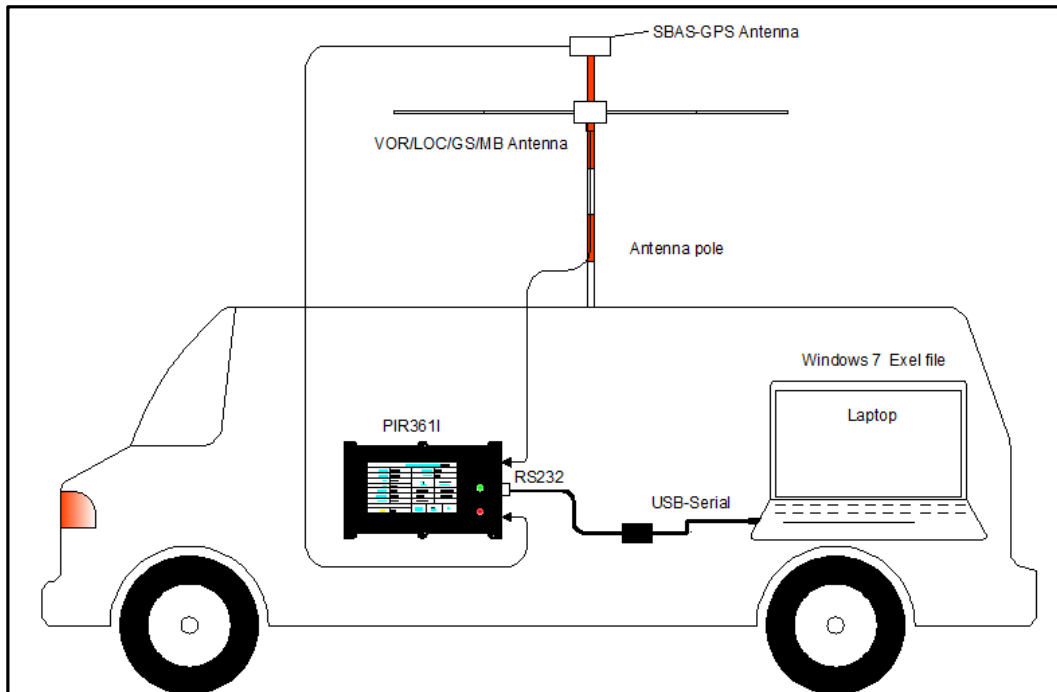 SBAS-GPS Antenna
VOR/LOC/GS/MB Antenna
Antenna pole
Windows 7 Exel file
Laptop
PIR361I
RS232
USB-Serial